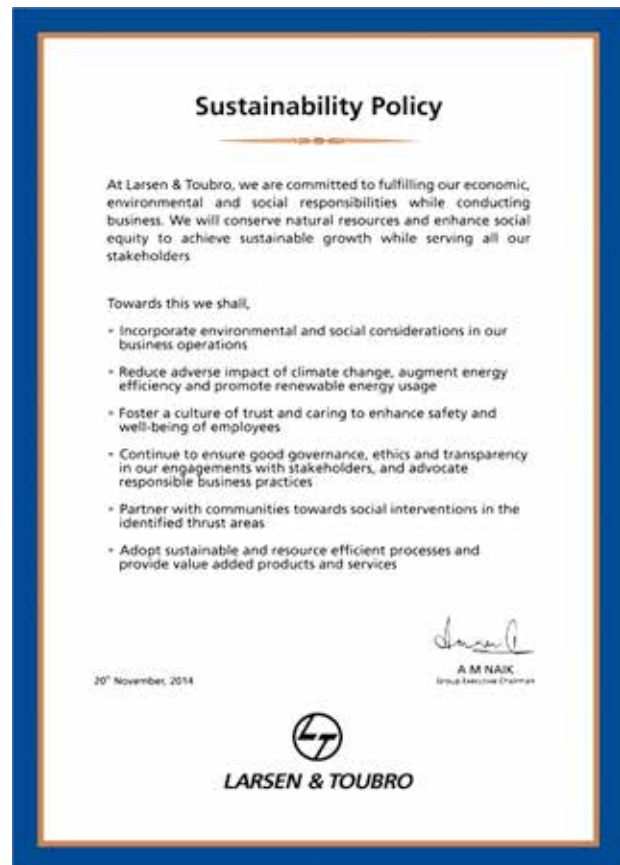 Sustainability Policy
At Larsen & Toubro, we are committed to fulfilling our economic,
environmental and social responsibilities while conducting
business. We will conserve natural resources and enhance social
equity to achieve sustainable growth while serving all our
stakeholders
Towards this we shall,
• Incorporate environmental and social considerations in our
business operations
• Reduce adverse impact of climate change, augment energy
efficiency and promote renewable energy usage
• Foster a culture of trust and caring to enhance safety and
well-being of employees
• Continue to ensure good governance, ethics and transparency
in our engagements with stakeholders, and advocate
responsible business practices
• Partner with communities towards social interventions in the
identified thrust areas
• Adopt sustainable and resource efficient processes and
provide value added products and services
A M NAIK
Group Executive Chairman
20th November, 2014
LT
LARSEN & TOUBRO